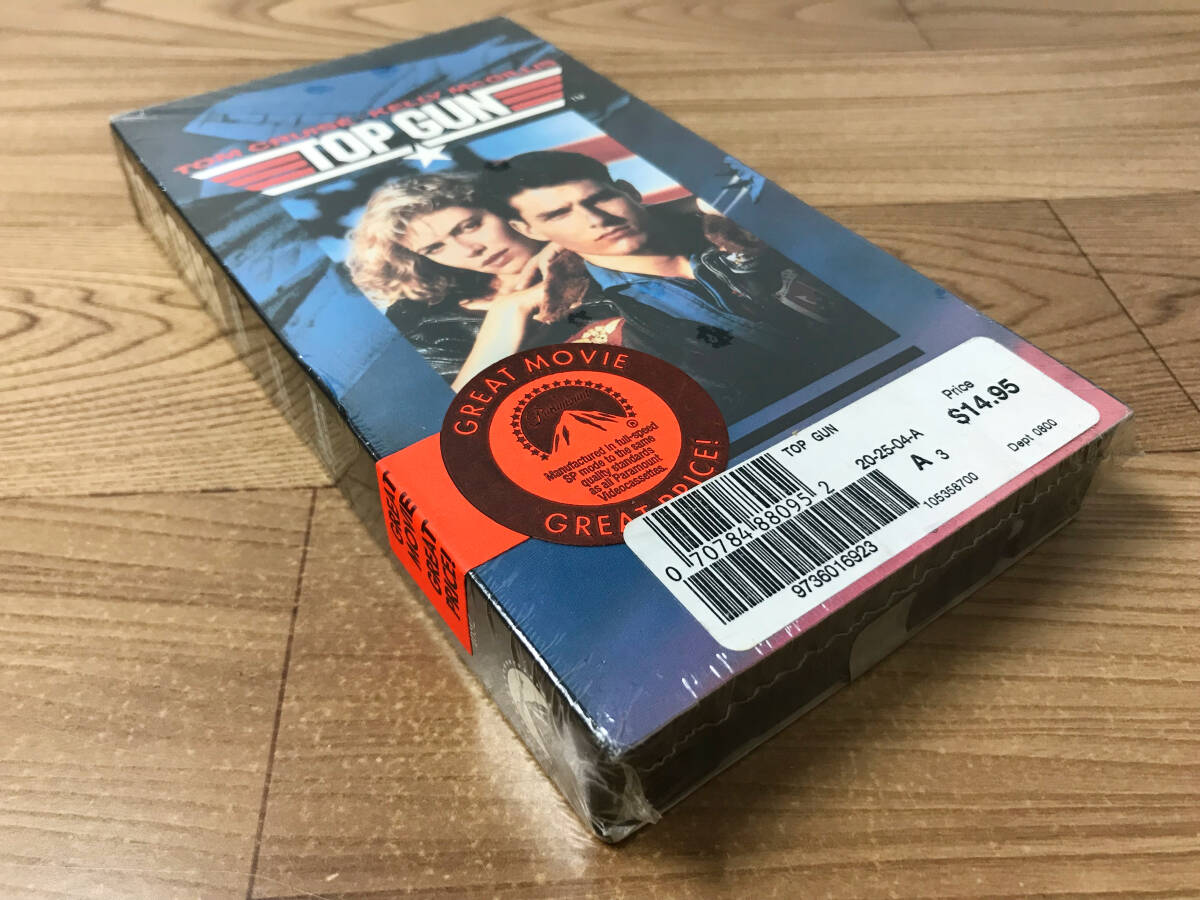 TOM CRUISE KELLY McGILLIS
TOP GUN
TM
GREAT MOVIE
Paramount
Manufactured in full-speed
SP mode to the same
quality standards
as all Paramount
Videocassettes.
GREAT PRICE!
GREAT
MOVIE
GREAT
PRICE!
TOP GUN
20-25-04-A
Price
$14.95
0 70784 88095 2
A 3
Dept 0800
105358700
9736016923